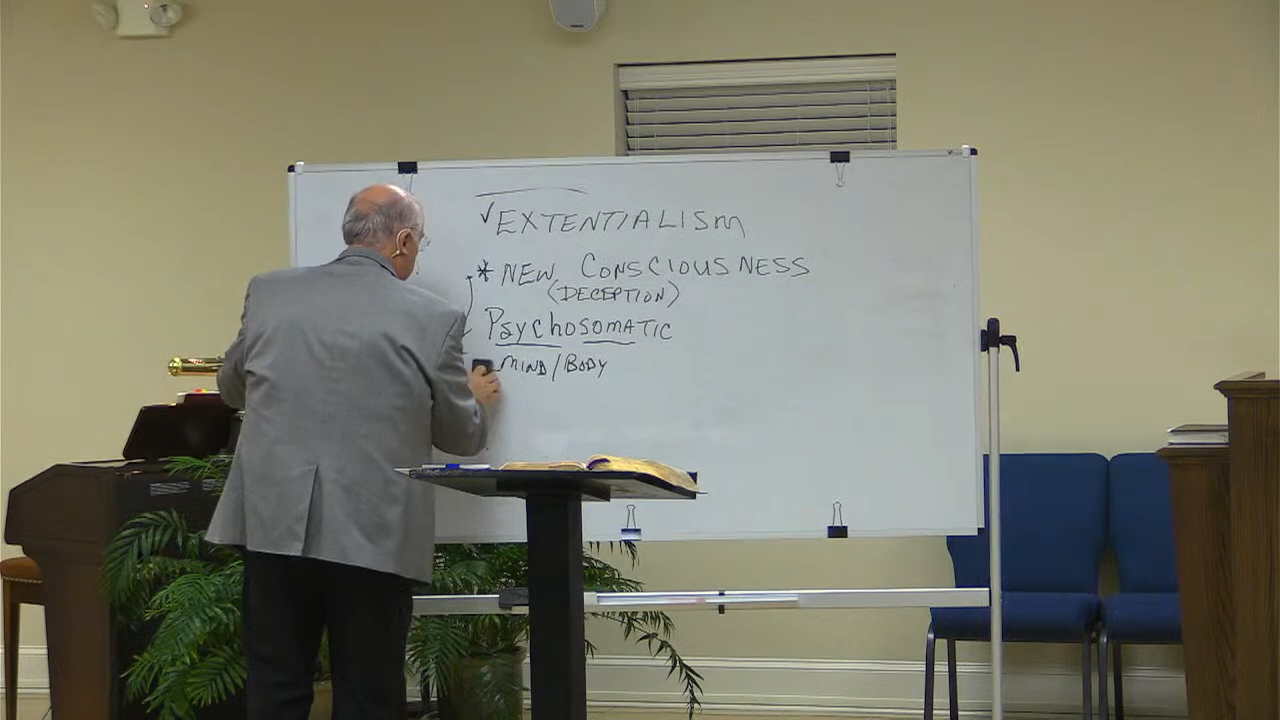 ✓EXTENTIALISM
* NEW CONSCIOUSNESS
(DECEPTION)
PsychosomATIC
MIND/BODY